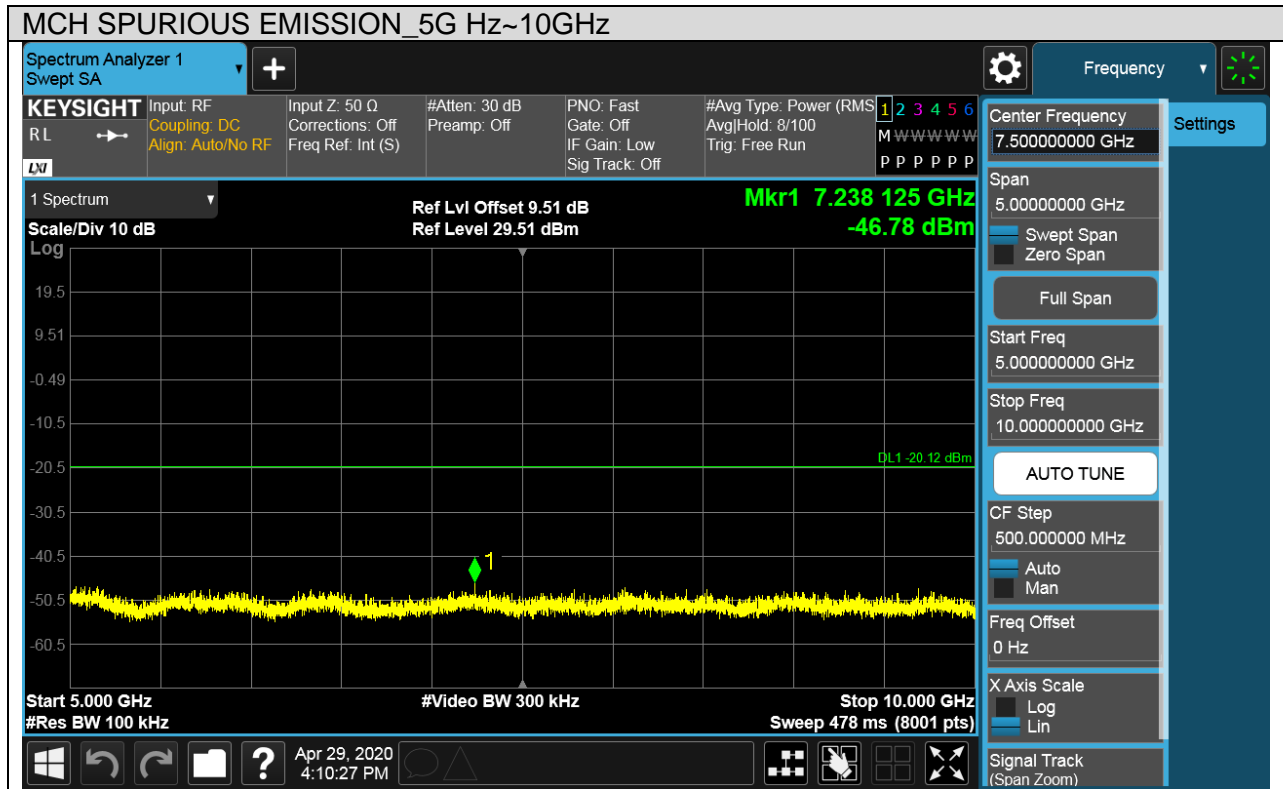 MCH SPURIOUS EMISSION_5G Hz~10GHz
Spectrum Analyzer 1
Swept SA
Frequency
KEYSIGHT
RL
LXI
Input: RF
Coupling: DC
Align: Auto/No RF
Input Z: 50 Ω
Corrections: Off
Freq Ref: Int (S)
#Atten: 30 dB
Preamp: Off
PNO: Fast
Gate: Off
IF Gain: Low
Sig Track: Off
#Avg Type: Power (RMS
Avg|Hold: 8/100
Trig: Free Run
1 2 3 4 5 6
M W W W W W
P P P P P P
1 Spectrum
Scale/Div 10 dB
Ref Lvl Offset 9.51 dB
Ref Level 29.51 dBm
Mkr1 7.238 125 GHz
-46.78 dBm
Log
19.5
9.51
-0.49
-10.5
-20.5
-30.5
-40.5
-50.5
-60.5
DL1 -20.12 dBm
1
Start 5.000 GHz
#Res BW 100 kHz
#Video BW 300 kHz
Stop 10.000 GHz
Sweep 478 ms (8001 pts)
Apr 29, 2020
4:10:27 PM
Center Frequency
7.500000000 GHz
Span
5.00000000 GHz
Swept Span
Zero Span
Full Span
Start Freq
5.000000000 GHz
Stop Freq
10.000000000 GHz
AUTO TUNE
CF Step
500.000000 MHz
Auto
Man
Freq Offset
0 Hz
X Axis Scale
Log
Lin
Signal Track
(Span Zoom)
Settings